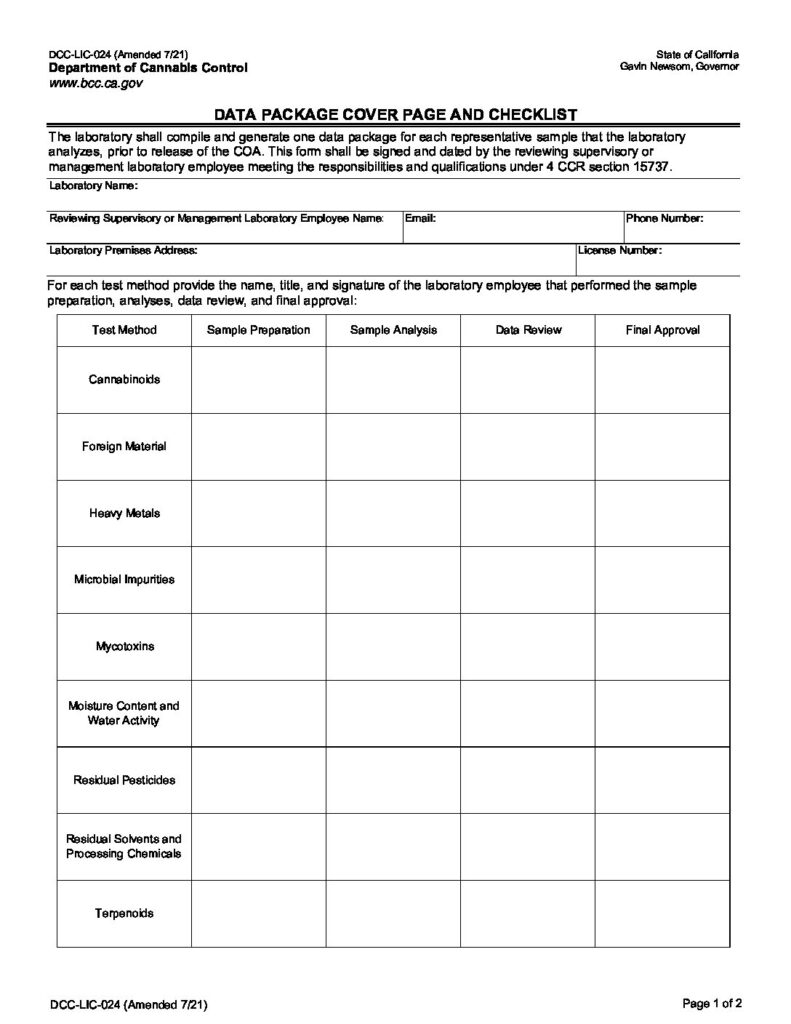 DCC-LIC-024 (Amended 7/21)
State of California
Department of Cannabis Control
Gavin Newsom, Governor
www.bcc.ca.gov
DATA PACKAGE COVER PAGE AND CHECKLIST
The laboratory shall compile and generate one data package for each representative sample that the laboratory
analyzes, prior to release of the COA. This form shall be signed and dated by the reviewing supervisory or
management laboratory employee meeting the responsibilities and qualifications under 4 CCR section 15737.
Laboratory Name:
Reviewing Supervisory or Management Laboratory Employee Name: Email: Phone Number:
Laboratory Premises Address: License Number:
For each test method provide the name, title, and signature of the laboratory employee that performed the sample
preparation, analyses, data review, and final approval:
Test Method Sample Preparation Sample Analysis Data Review Final Approval
Cannabinoids
Foreign Material
Heavy Metals
Microbial Impurities
Mycotoxins
Moisture Content and
Water Activity
Residual Pesticides
Residual Solvents and
Processing Chemicals
Terpenoids
DCC-LIC-024 (Amended 7/21)
Page 1 of 2